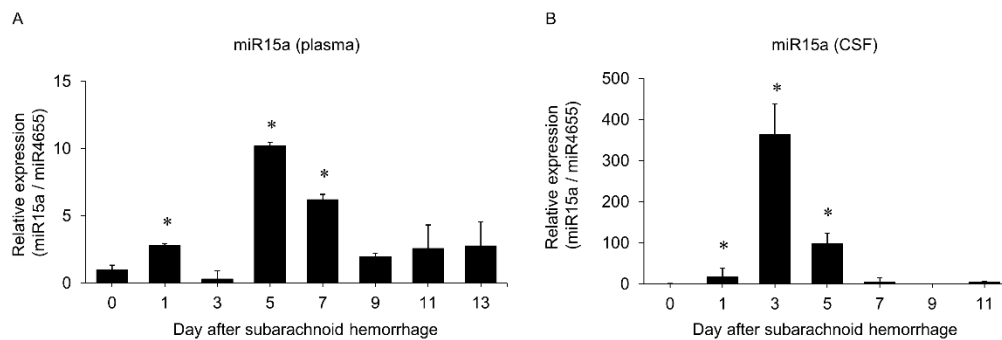 A
miR15a (plasma)
Relative expression
(miR15a / miR4655)
15
10
5
0
*
*
*
0 1 3 5 7 9 11 13
Day after subarachnoid hemorrhage
B
miR15a (CSF)
Relative expression
(miR15a / miR4655)
500
400
300
200
100
0
*
*
*
0 1 3 5 7 9 11
Day after subarachnoid hemorrhage